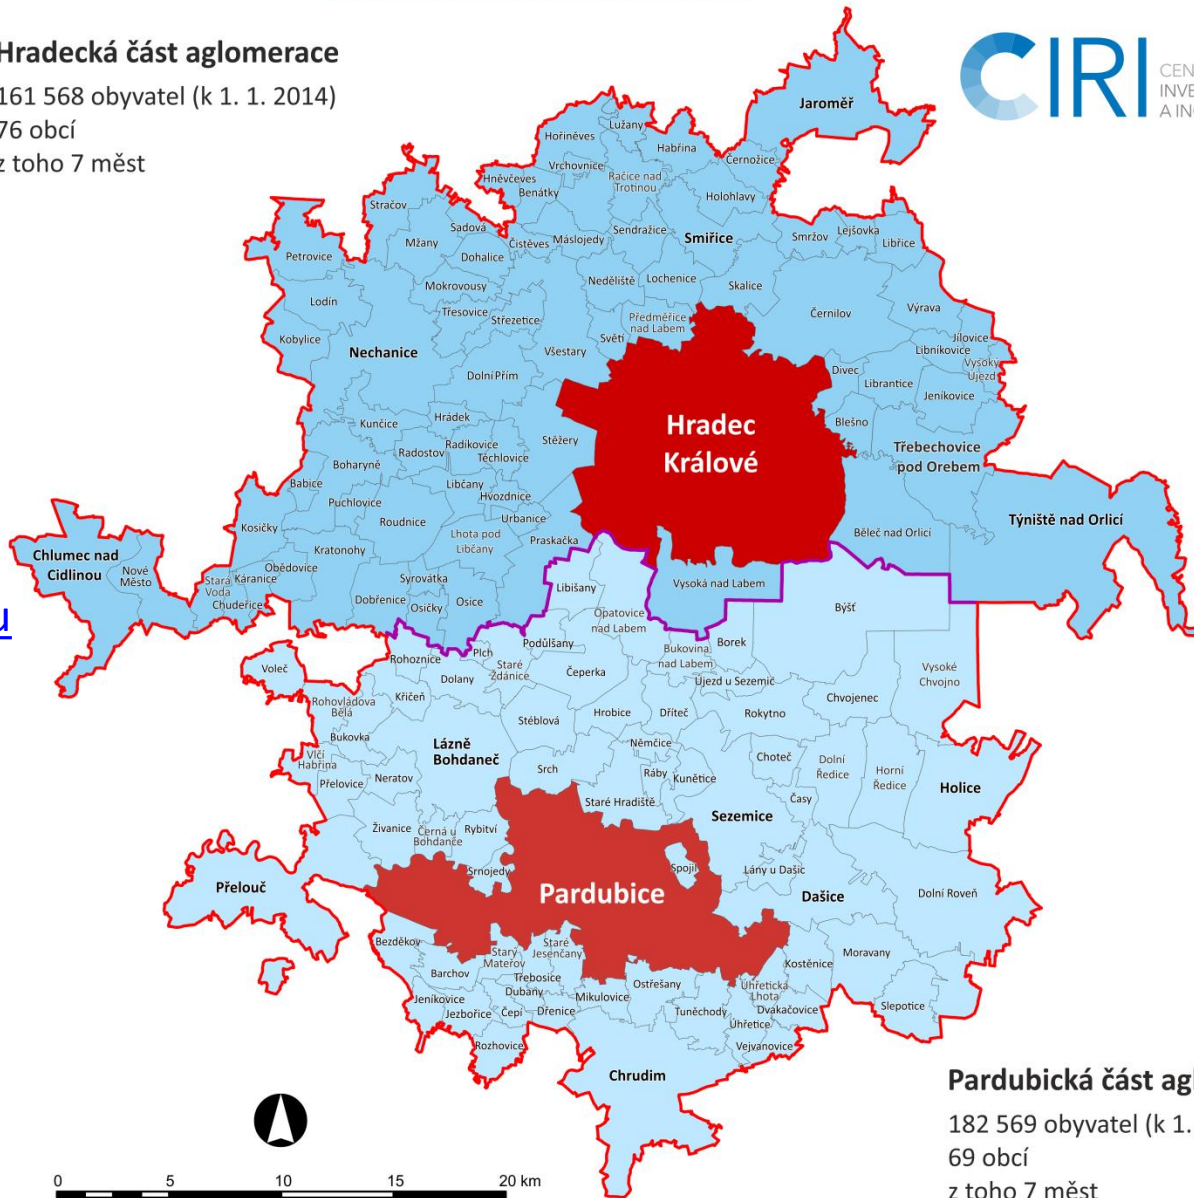 Hradecká část aglomerace
161 568 obyvatel (k 1. 1. 2014)
76 obcí
z toho 7 měst
CIRI
Jaroměř
Lužany
Hořiněves
Habřina
Vrchovnice
Černožice
Hněvčeves
Račice nad
Trotinou
Benátky
Holohlavy
Stračov
Sadová
Sendražice
Mžany
Čistěves
Máslojedy
Smiřice
Smržov
Lejšovka
Libřice
Petrovice
Dohalice
Neděliště
Lochenice
Skalice
Mokrovousy
Lodín
Třesovice
Střezetice
Předměřice
nad Labem
Černilov
Výrava
Kobylice
Nechanice
Všestary
Světí
Jílovice
Libníkovice
Vysoký
Újezd
Dolní Přím
Divec
Librantice
Jeníkovice
Hrádek
Kunčice
Hradec
Králové
Blešno
Stěžery
Radíkovice
Radostov
Těchlovice
Třebechovice
pod Orebem
Boharyně
Babice
Libčany
Hvozdnice
Puchlovice
Roudnice
Urbanice
Týniště nad Orlicí
Kosičky
Lhota pod
Libčany
Praskačka
Běleč nad Orlicí
Chlumec nad
Cidlinou
Nové
Město
Kratonohy
Obědovice
Stará
Voda
Káranice
Syrovátka
Vysoká nad Labem
Libišany
Chudeřice
Dobřenice
Osičky
Osice
Býšť
Opatovice
nad Labem
Podůlšany
Borek
Bukovina
nad Labem
Plch
Rohoznice
Voleč
Staré
Ždánice
Vysoké
Chvojno
Dolany
Čeperka
Újezd u Sezemic
Křičeň
Chvojenec
Rohovládova
Bělá
Hrobice
Dříteč
Rokytno
Stéblová
Bukovka
Lázně
Bohdaneč
Němčice
Vlčí
Habřina
Choteč
Dolní
Ředice
Horní
Ředice
Srch
Ráby
Kunětice
Přelovice
Neratov
Holice
Staré Hradiště
Časy
Sezemice
Živanice
Černá u
Bohdanče
Rybitví
Srnojedy
Spojil
Lány u Dašic
Přelouč
Pardubice
Dašice
Dolní Roveň
Bezděkov
Staré
Jesenčany
Starý
Mateřov
Moravany
Kostěnice
Barchov
Třebosice
Ostřešany
Úhřetická
Lhota
Dubany
Jeníkovice
Mikulovice
Slepotice
Jezbořice
Čepí
Dřenice
Tuněchody
Dvakačovice
Úhřetice
Rozhovice
Vejvanovice
Chrudim
Pardubická část
182 569 obyvatel (k 1.
69 obcí
z toho 7 měst
0 5 10 15 20 km